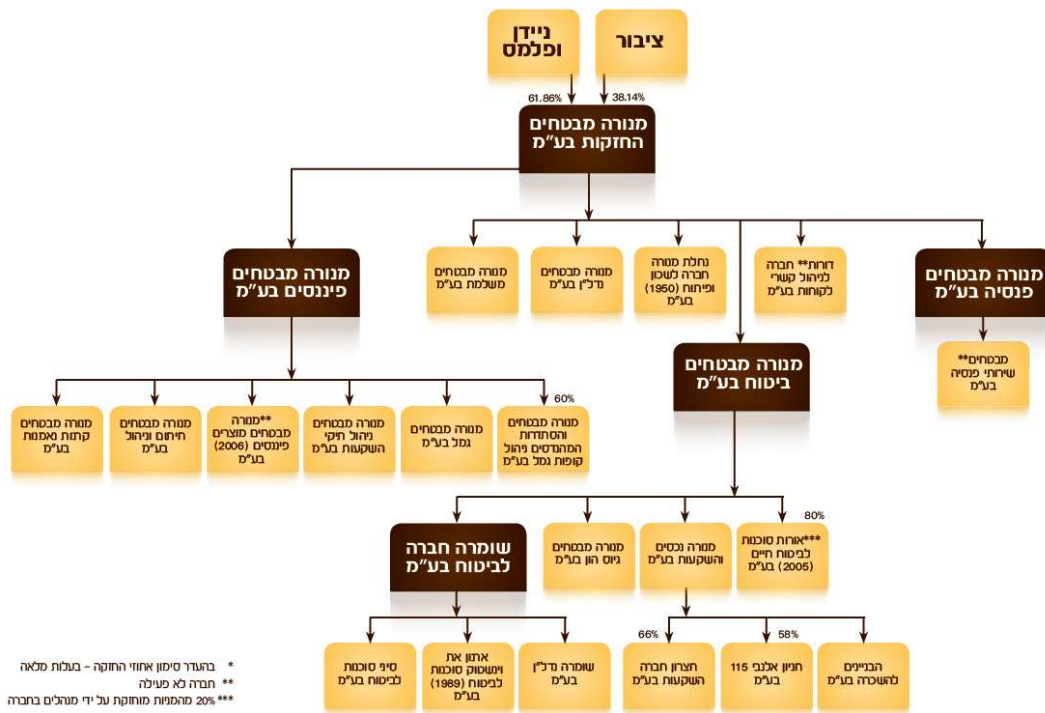 ציבור
ניידן
ופלמס
38.14%
61.86%
מנורה מבטחים
החזקות בע"מ
מנורה מבטחים
פנסיה בע"מ
דורות** חברה
לניהול קשרי
לקוחות בע"מ
נחלת מנורה
חברה לשכון
ופיתוח (1950)
בע"מ
מנורה מבטחים
נדל"ן בע"מ
מנורה מבטחים
משלמת בע"מ
מנורה מבטחים
פיננסים בע"מ
מבטחים**
שירותי פנסיה
בע"מ
מנורה מבטחים
ביטוח בע"מ
60%
מנורה מבטחים
והסתדרות
המהנדסים ניהול
קופות גמל בע"מ
מנורה מבטחים
גמל בע"מ
מנורה מבטחים
ניהול תיקי
השקעות בע"מ
**מנורה
מבטחים מוצרים
פיננסים (2006)
בע"מ
מנורה מבטחים
חיתום וניהול
בע"מ
מנורה מבטחים
קרנות נאמנות
בע"מ
80%
***אורות סוכנות
לביטוח חיים
(2005) בע"מ
מנורה נכסים
והשקעות בע"מ
מנורה מבטחים
גיוס הון בע"מ
שומרה חברה
לביטוח בע"מ
הבניינים
להשכרה בע"מ
58%
חניון אלנבי 115
בע"מ
66%
חצרון חברה
השקעות בע"מ
שומרה נדל"ן
בע"מ
ארנון את
וינשטוק סוכנות
לביטוח (1989)
בע"מ
סיני סוכנות
לביטוח בע"מ
* בהעדר סימון אחוזי החזקה – בעלות מלאה
** חברה לא פעילה
*** 20% מהמניות מוחזקת על ידי מנהלים בחברה